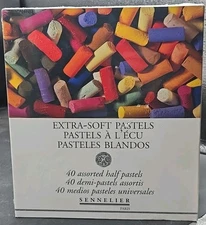 EXTRA-SOFT PASTELS
PASTELS À L'ÉCU
PASTELES BLANDOS
40 assorted half pastels
40 demi-pastels assortis
40 medios pasteles universales
SENNELIER